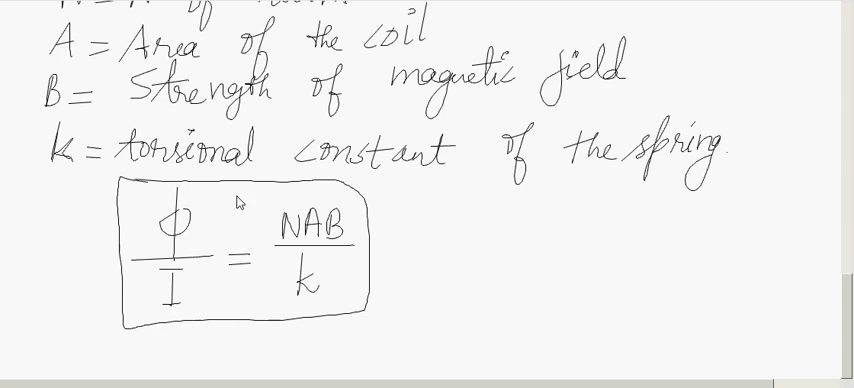 A = Area of the coil
B = Strength of magnetic field
k = torsional constant of the spring.
ϕ/I = NAB/k